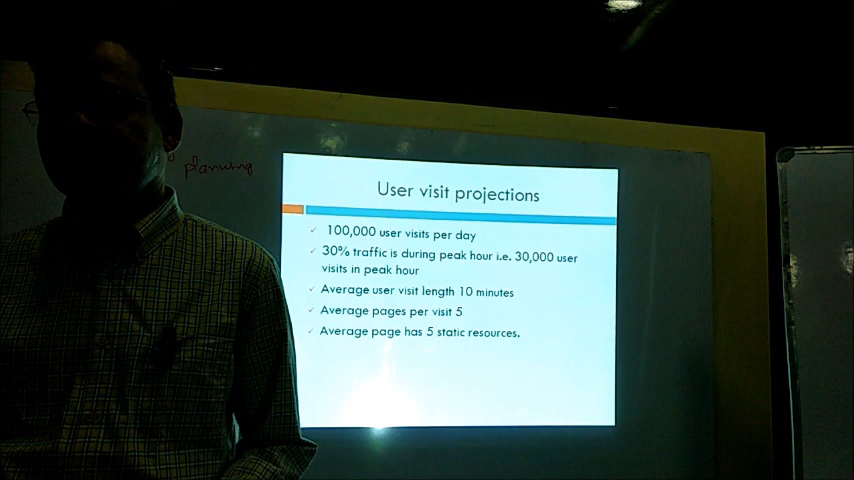 planning
User visit projections
100,000 user visits per day
30% traffic is during peak hour i.e. 30,000 user
visits in peak hour
Average user visit length 10 minutes
Average pages per visit 5
Average page has 5 static resources.